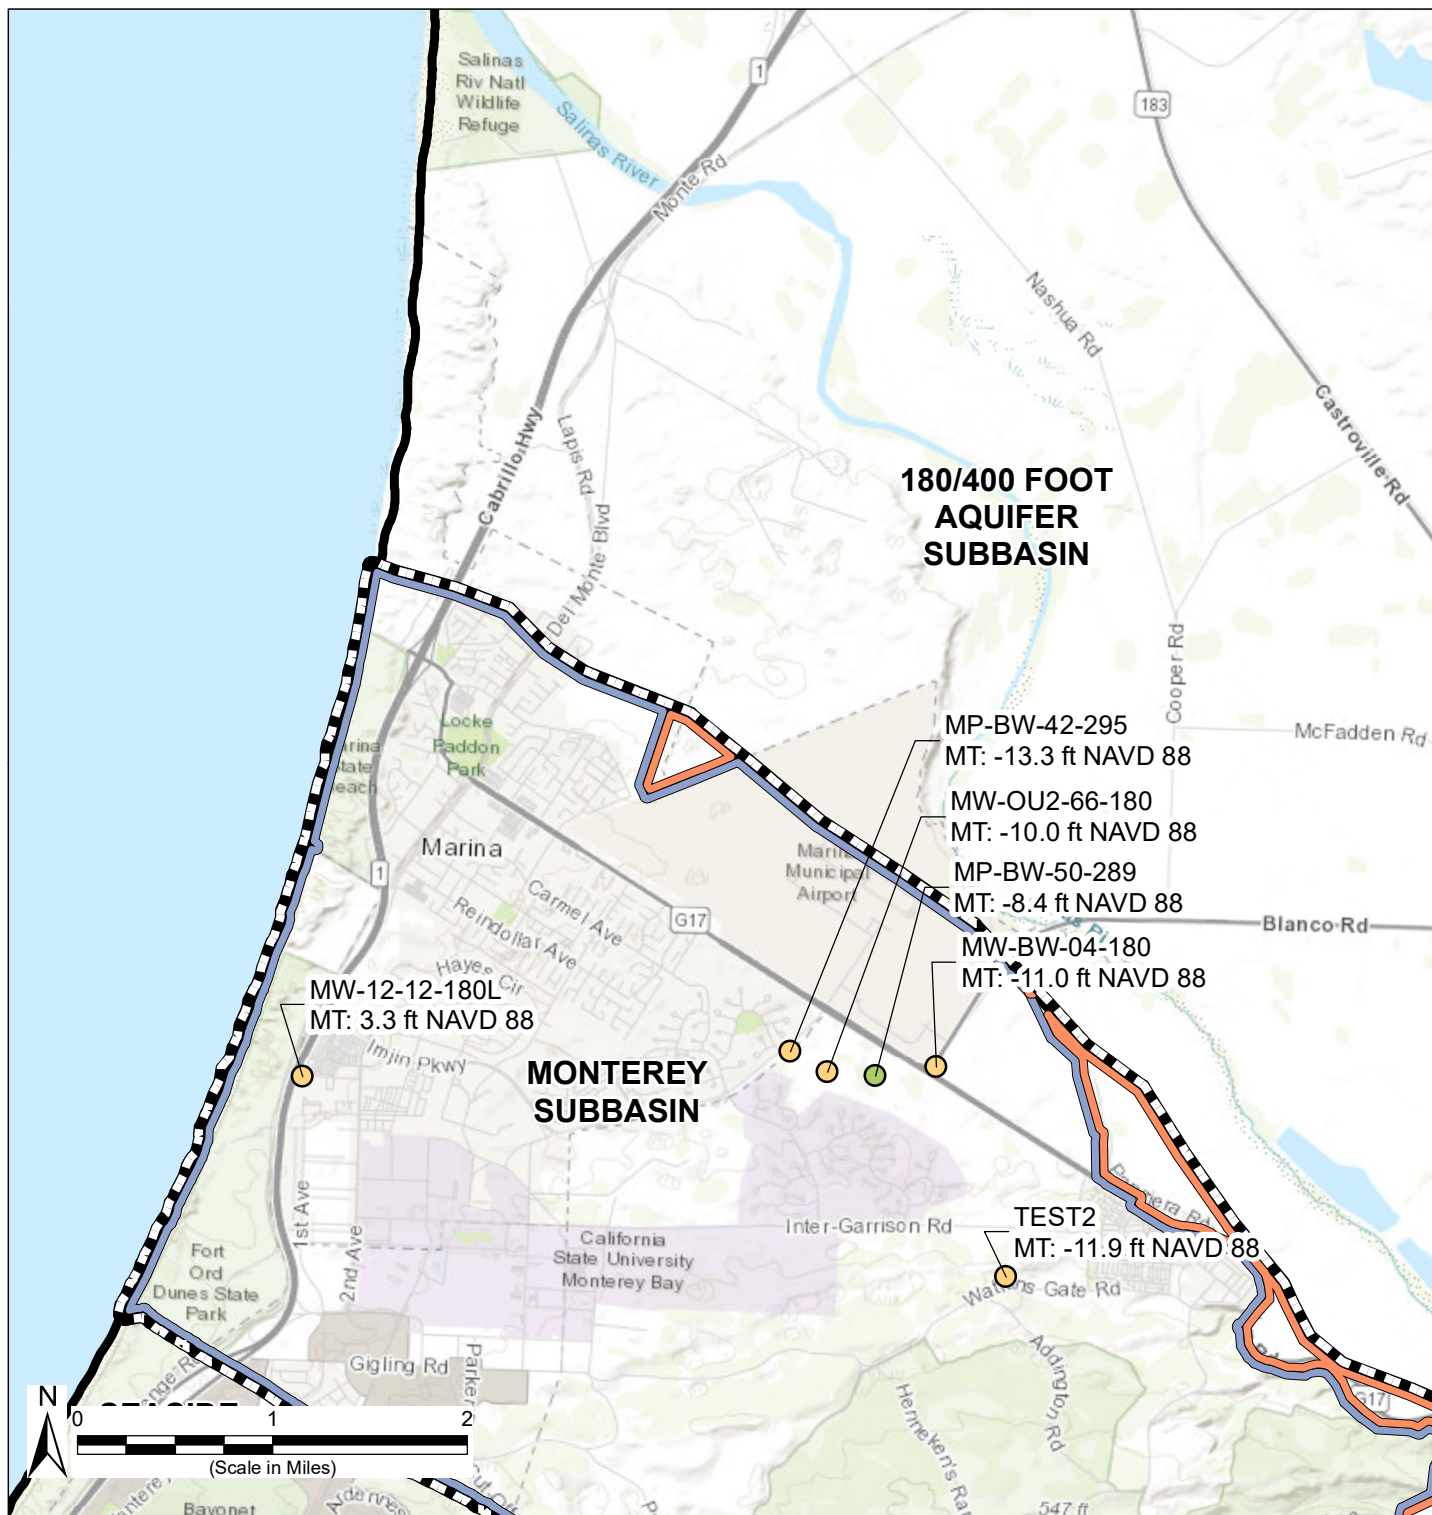 Salinas
Riv Natl
Wildlife
Refuge
Salinas River
1
Monte Rd
183
Nashua Rd
Castroville Rd
Cabrillo Hwy
Lapis Rd
Del Monte Blvd
180/400 FOOT
AQUIFER
SUBBASIN
Cooper Rd
McFadden Rd
Locke
Paddon
Park
State
MP-BW-42-295
MT: -13.3 ft NAVD 88
MW-OU2-66-180
MT: -10.0 ft NAVD 88
MP-BW-50-289
MT: -8.4 ft NAVD 88
MW-BW-04-180
MT: -11.0 ft NAVD 88
Marina
Municipal
Airport
Marina
1
Carmel Ave
Reindollar Ave
G17
Blanco Rd
Hayes Cir
MW-12-12-180L
MT: 3.3 ft NAVD 88
Imjin Pkwy
MONTEREY
SUBBASIN
1st Ave
2nd Ave
California
State University
Monterey Bay
Inter-Garrison Rd
TEST2
MT: -11.9 ft NAVD 88
Watkins Gate Rd
Fort
Ord
Dunes State
Park
Gigling Rd
Addington Rd
G17
N
0 1 2
(Scale in Miles)
Bayonet
547 ft